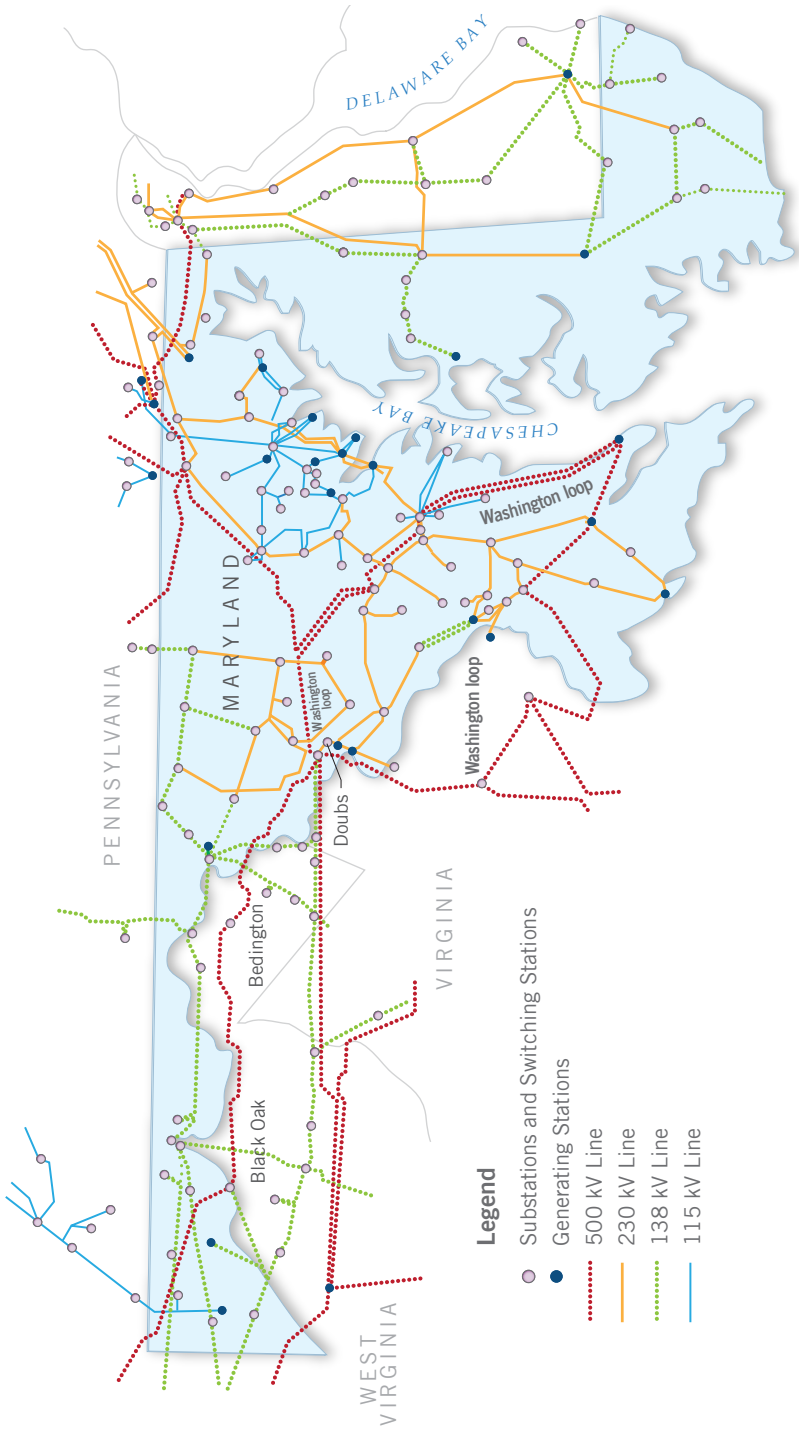 PENNSYLVANIA
MARYLAND
DELAWARE BAY
CHESAPEAKE BAY
Washington
loop
Washington loop
Washington loop
Doubs
Bedington
Black Oak
VIRGINIA
WEST
VIRGINIA
Legend
Substations and Switching Stations
Generating Stations
500 kV Line
230 kV Line
138 kV Line
115 kV Line